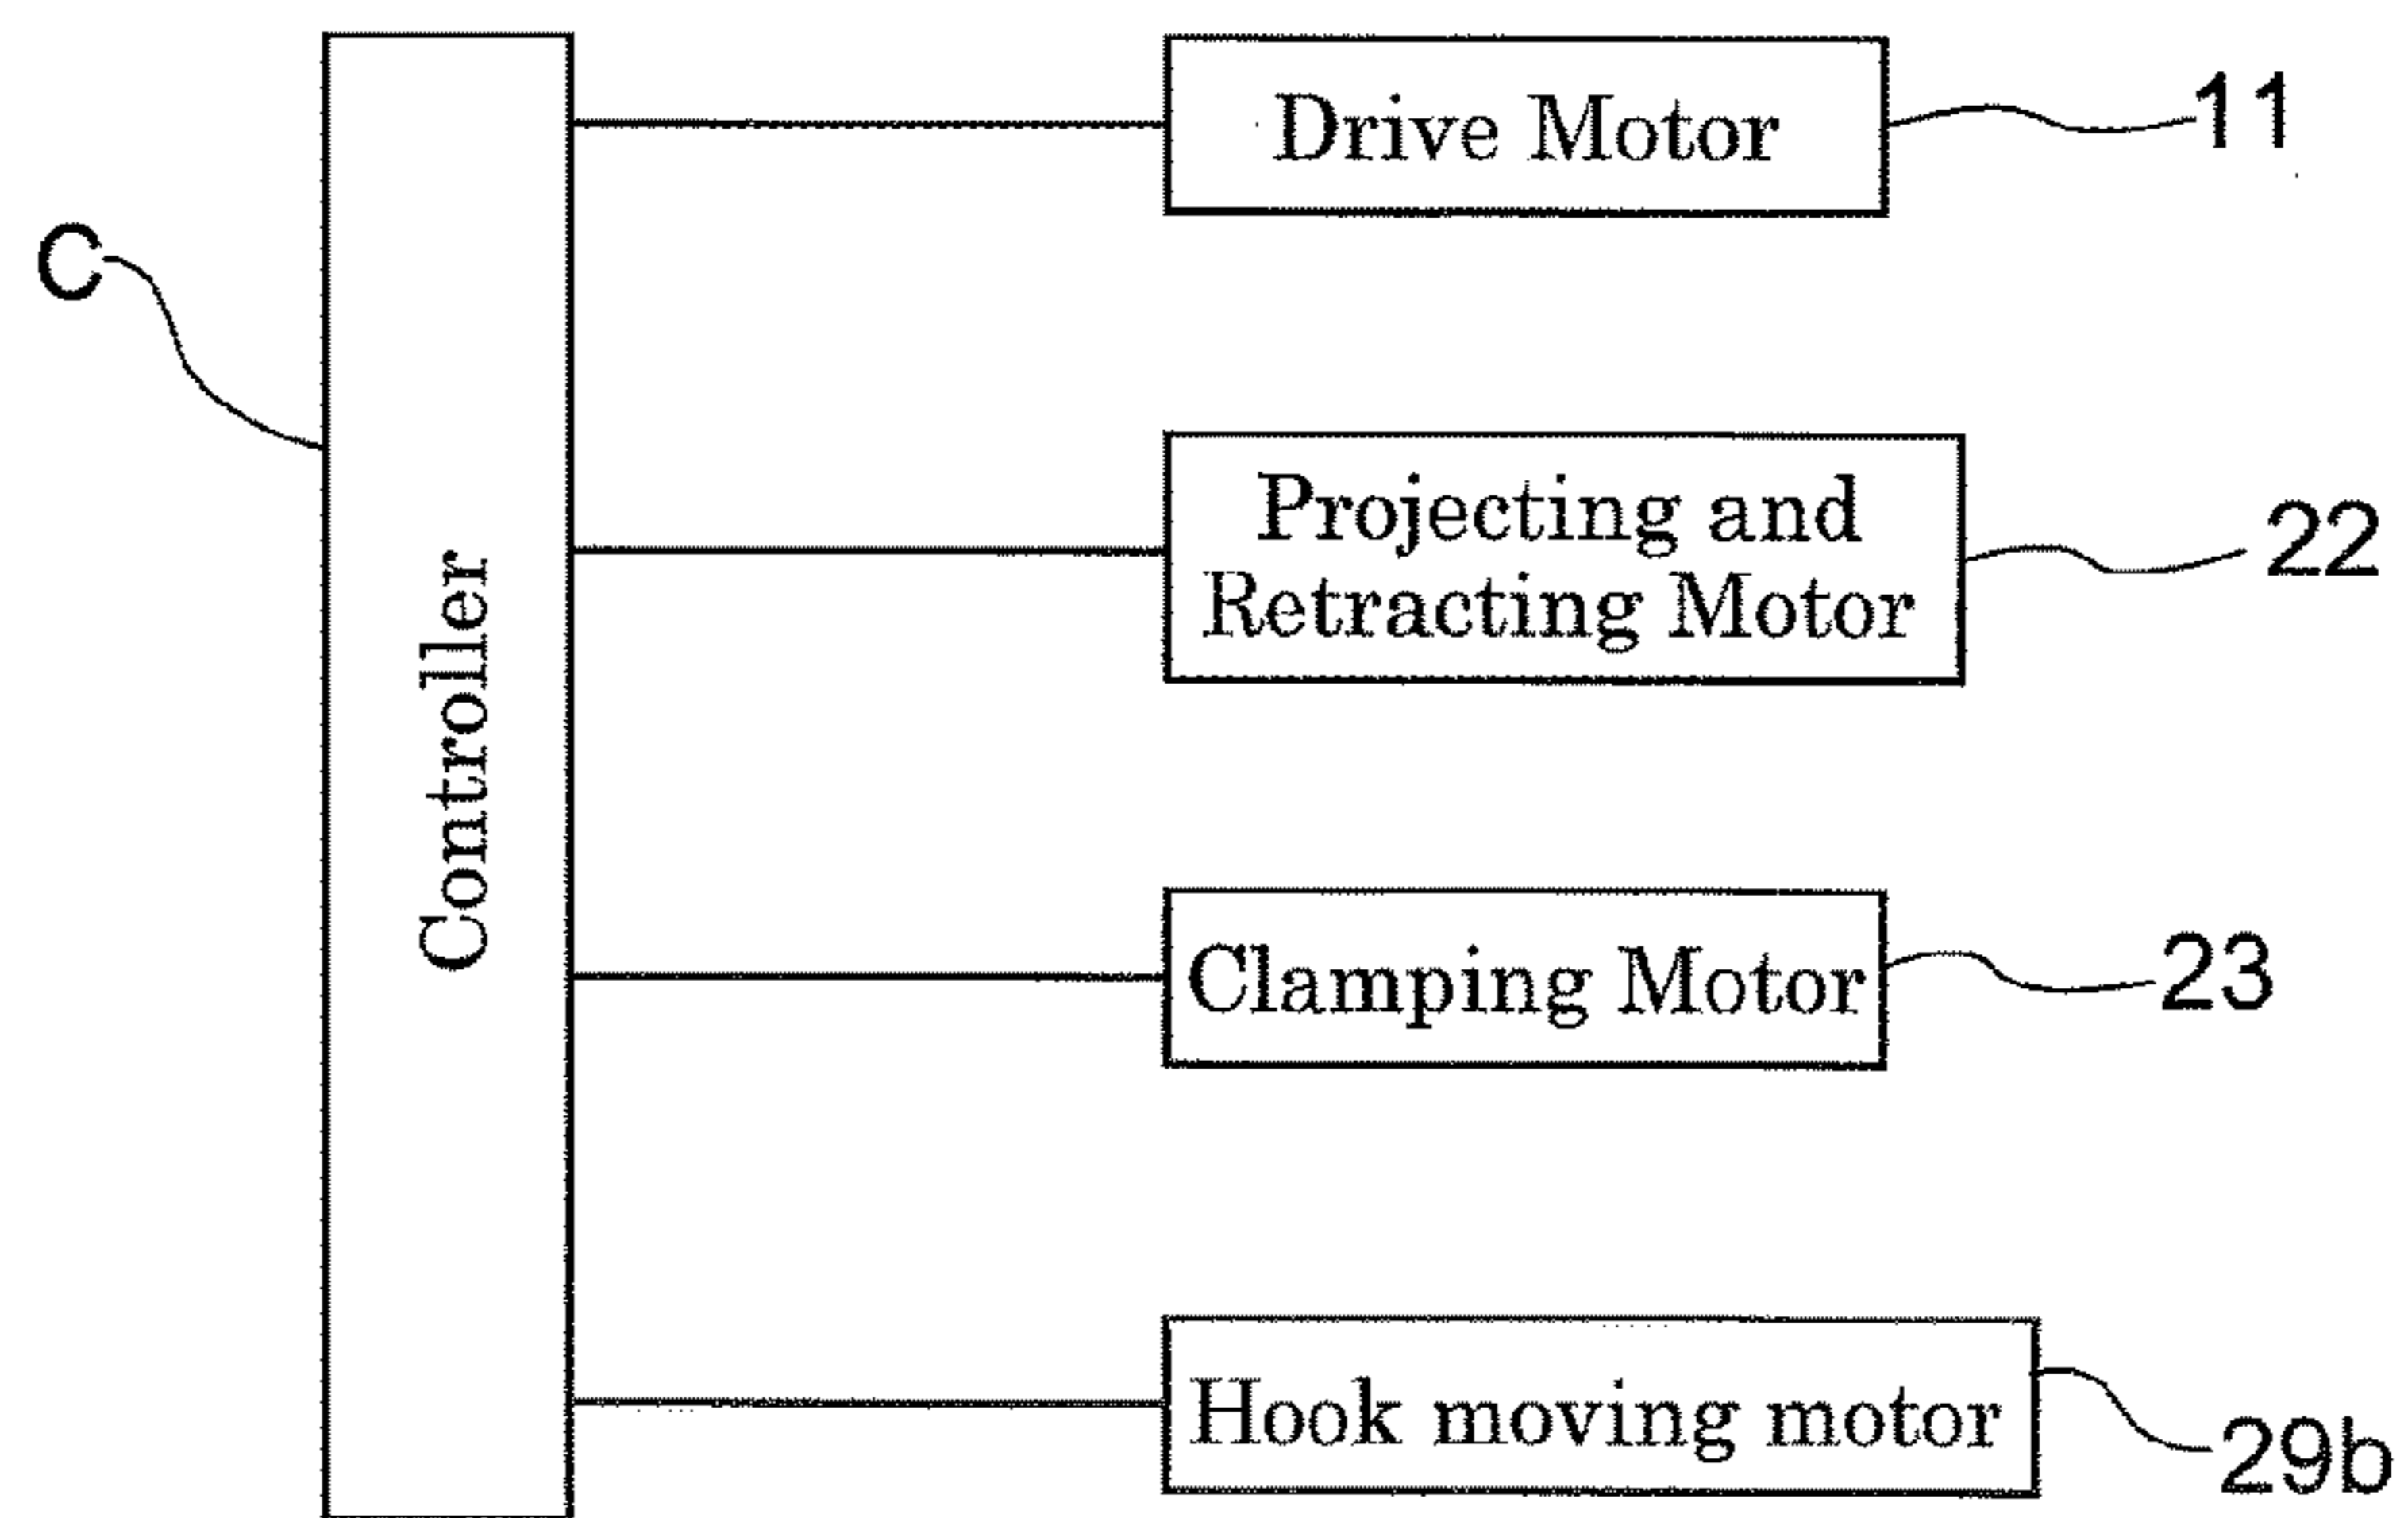 Drive Motor
11
C
Controller
Projecting and
Retracting Motor
22
Clamping Motor
23
Hook moving motor
29b